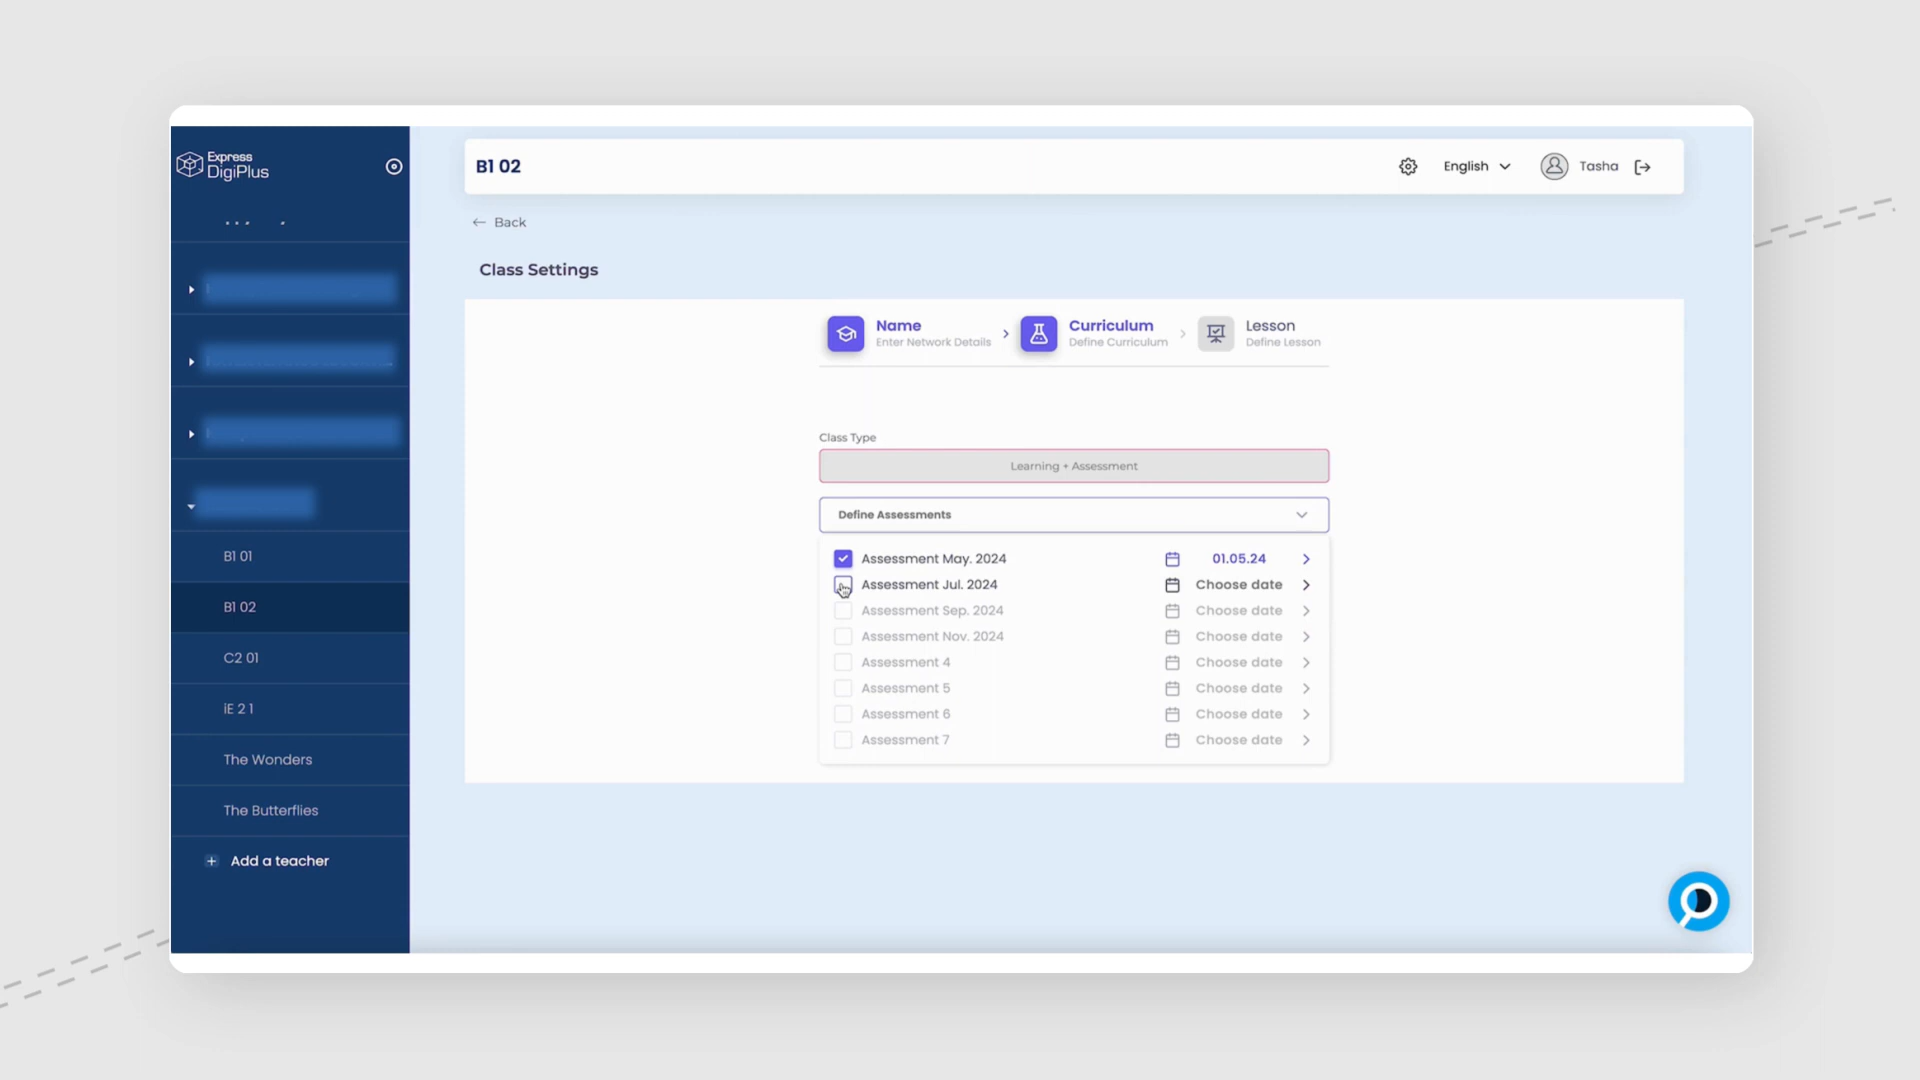 Express
DigiPlus
B1 02
English
Tasha
← Back
Class Settings
Name
Enter Network Details
Curriculum
Define Curriculum
Lesson
Define Lesson
Class Type
Learning + Assessment
Define Assessments
Assessment May. 2024 01.05.24
Assessment Jul. 2024 Choose date
Assessment Sep. 2024 Choose date
Assessment Nov. 2024 Choose date
Assessment 4 Choose date
Assessment 5 Choose date
Assessment 6 Choose date
Assessment 7 Choose date
B1 01
B1 02
C2 01
iE 2 1
The Wonders
The Butterflies
+ Add a teacher